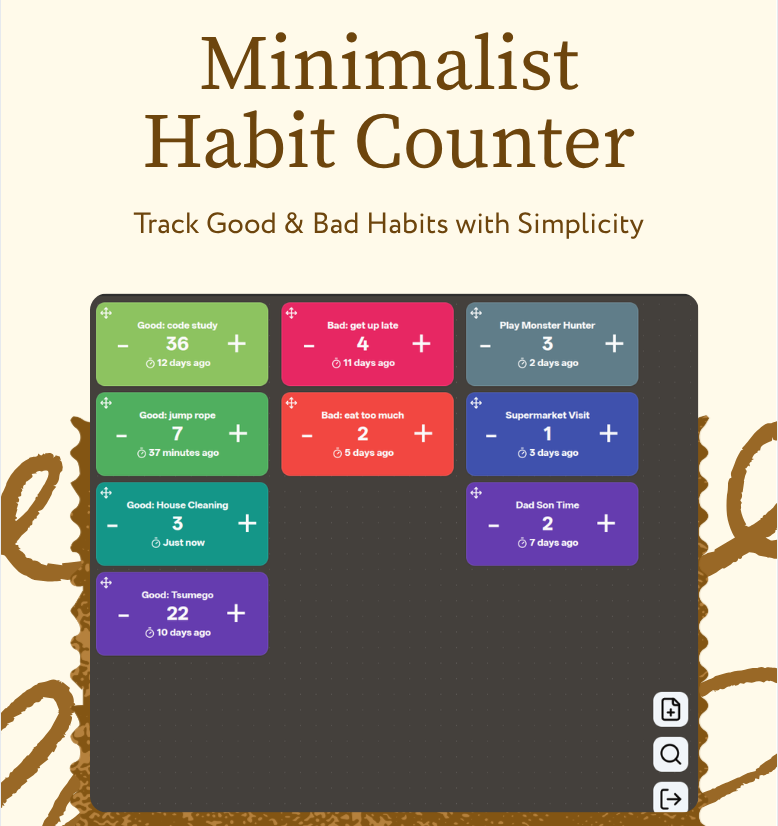 Minimalist
Habit Counter
Track Good & Bad Habits with Simplicity
Good: code study
– 36 +
12 days ago
Good: jump rope
– 7 +
37 minutes ago
Good: House Cleaning
– 3 +
Just now
Good: Tsumego
– 22 +
10 days ago
Bad: get up late
– 4 +
11 days ago
Bad: eat too much
– 2 +
5 days ago
Play Monster Hunter
– 3 +
2 days ago
Supermarket Visit
– 1 +
3 days ago
Dad Son Time
– 2 +
7 days ago